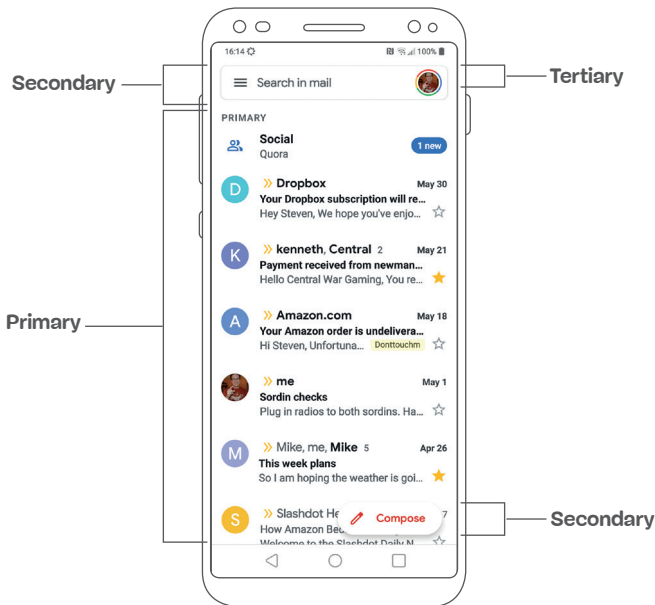 16:14 100%
Secondary
Tertiary
Search in mail
PRIMARY
Social
Quora
1 new
D
Dropbox May 30
Your Dropbox subscription will re...
Hey Steven, We hope you've enjo...
K
kenneth, Central 2 May 21
Payment received from newman...
Hello Central War Gaming, You re...
Primary
A
Amazon.com May 18
Your Amazon order is undelivera...
Hi Steven, Unfortuna... Donttouchm
me May 1
Sordin checks
Plug in radios to both sordins. Ha...
M
Mike, me, Mike 5 Apr 26
This week plans
So I am hoping the weather is goi...
S
Slashdot He 7
How Amazon Bec
Compose
Welcome to the Slashdot Daily N
Secondary